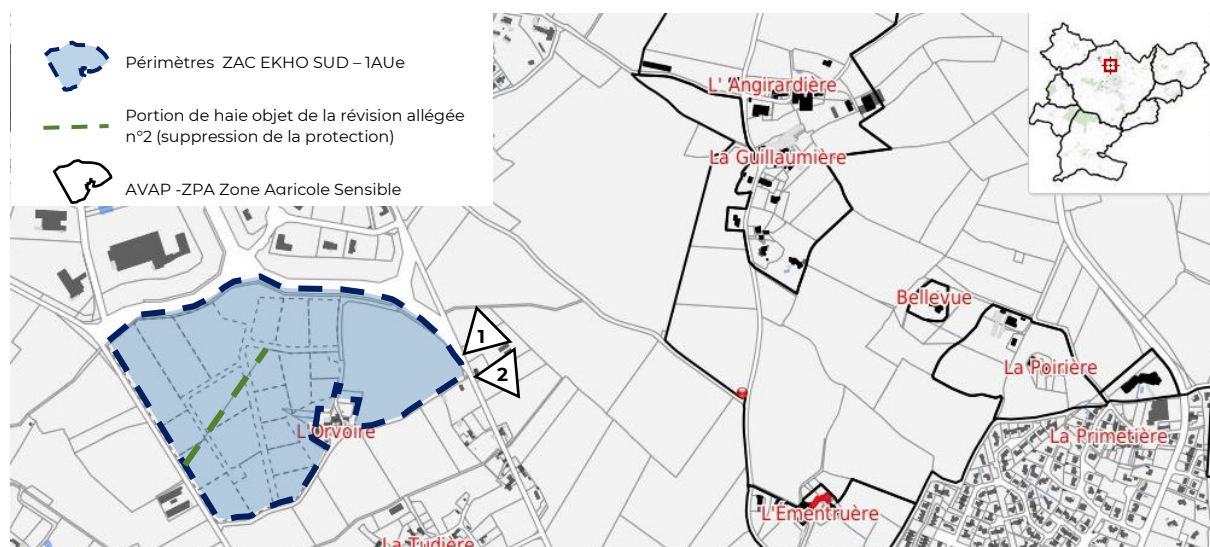 Périmètres ZAC EKHO SUD – 1AUe
Portion de haie objet de la révision allégée
n°2 (suppression de la protection)
AVAP -ZPA Zone Agricole Sensible
L' Angirardière
La Guillaumière
Bellevue
La Poirière
La Primetière
L'Émentruère
L'Orvoire
La Tudière
1
2